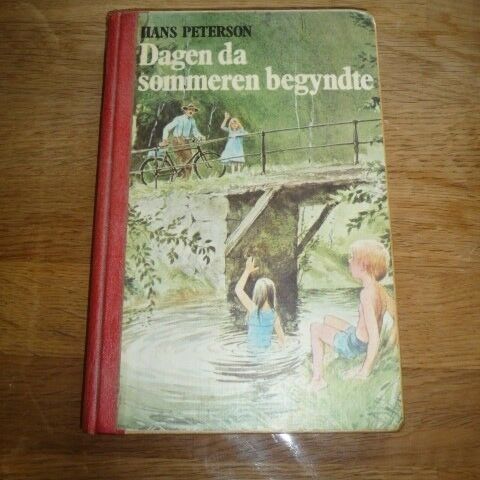 HANS PETERSON
Dagen da
sommeren begyndte